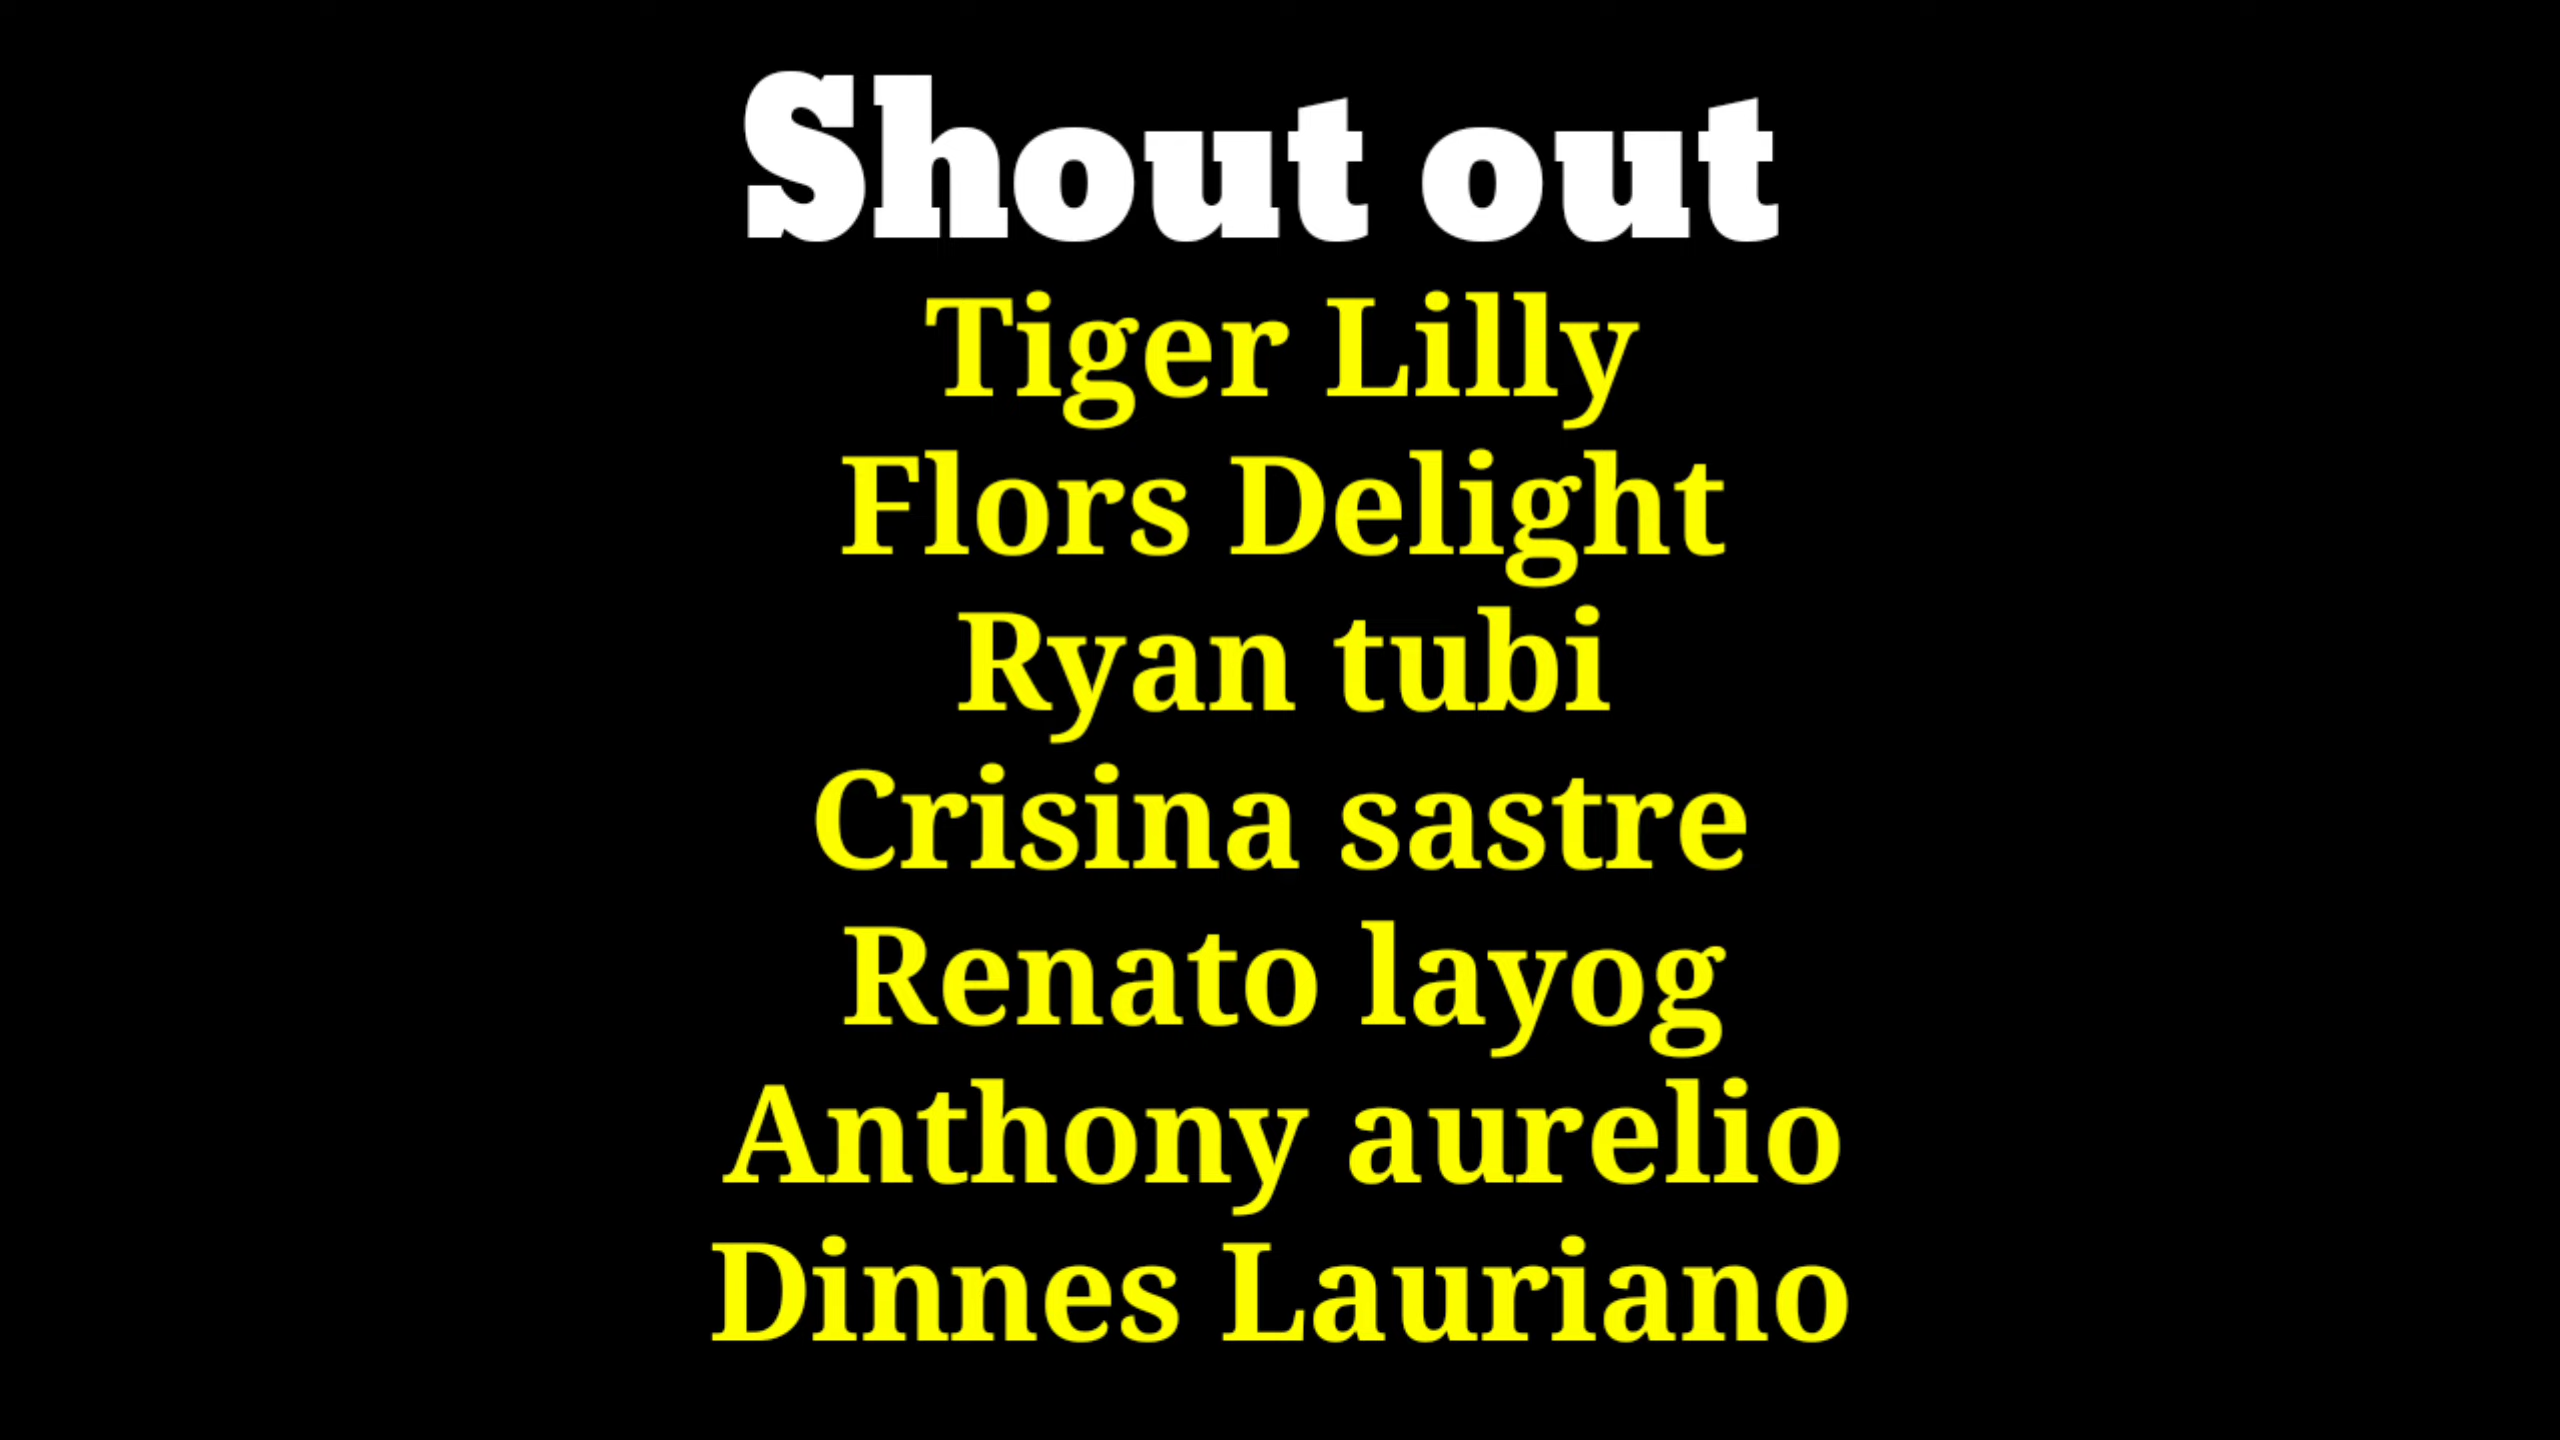 Shout out
Tiger Lilly
Flors Delight
Ryan tubi
Crisina sastre
Renato layog
Anthony aurelio
Dinnes Lauriano